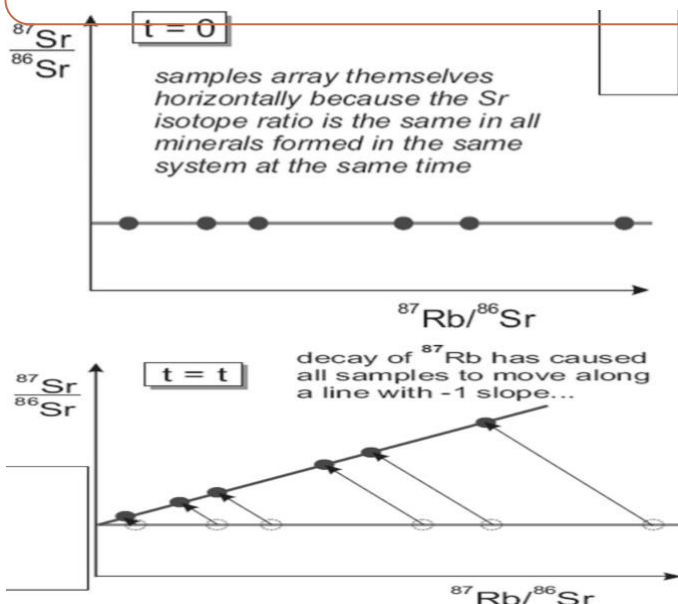 ⁸⁷Sr
⁸⁶Sr
t = 0
samples array themselves
horizontally because the Sr
isotope ratio is the same in all
minerals formed in the same
system at the same time
⁸⁷Rb/⁸⁶Sr
⁸⁷Sr
⁸⁶Sr
t = t
decay of ⁸⁷Rb has caused
all samples to move along
a line with -1 slope...
⁸⁷Rb/⁸⁶Sr